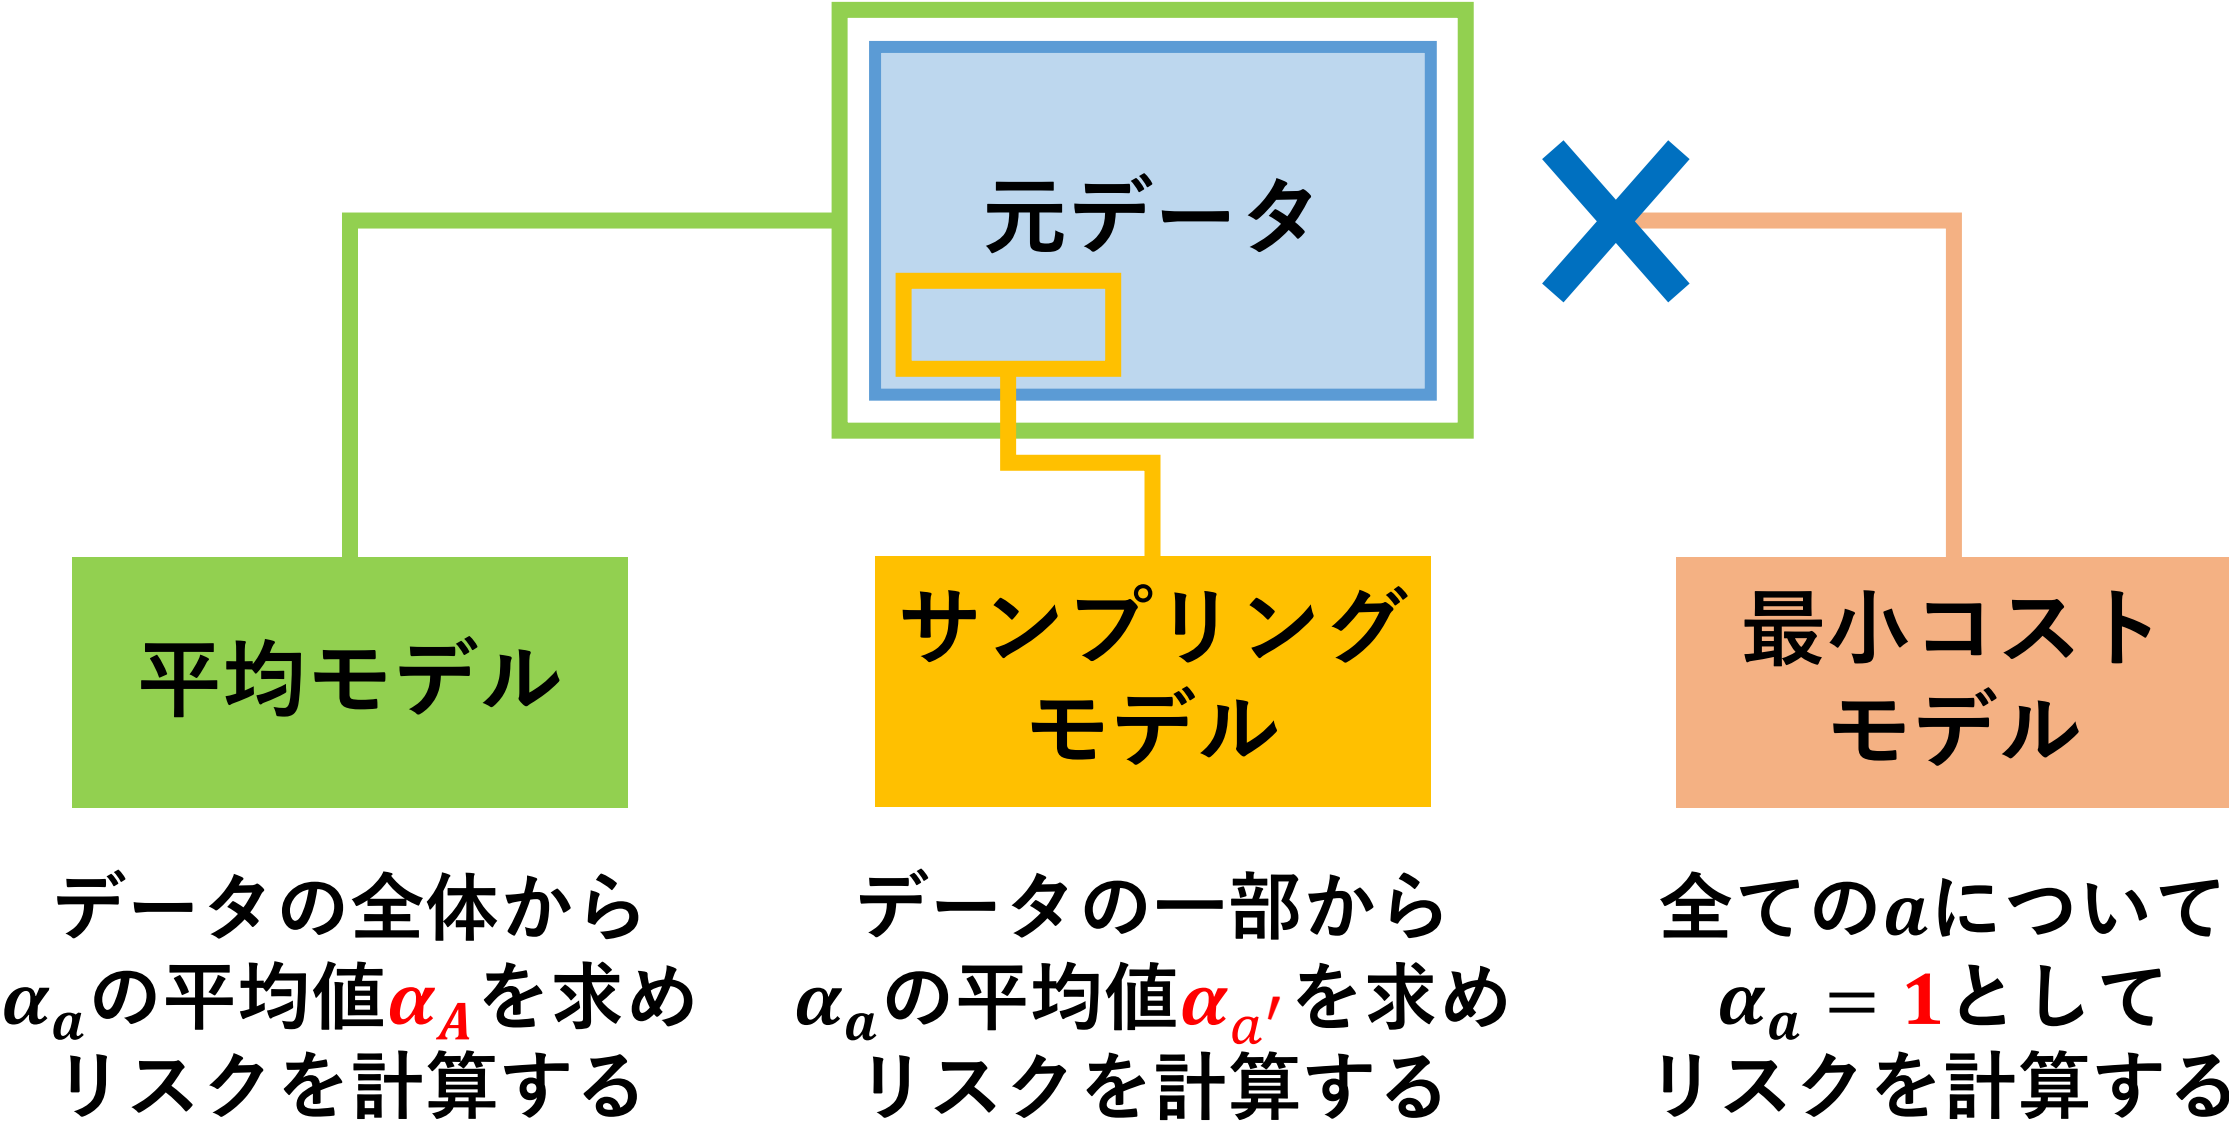 元データ
平均モデル
サンプリング
モデル
最小コスト
モデル
データの全体から
αₐの平均値α_Aを求め
リスクを計算する
データの一部から
αₐの平均値αₐ′を求め
リスクを計算する
全てのaについて
αₐ = 1として
リスクを計算する